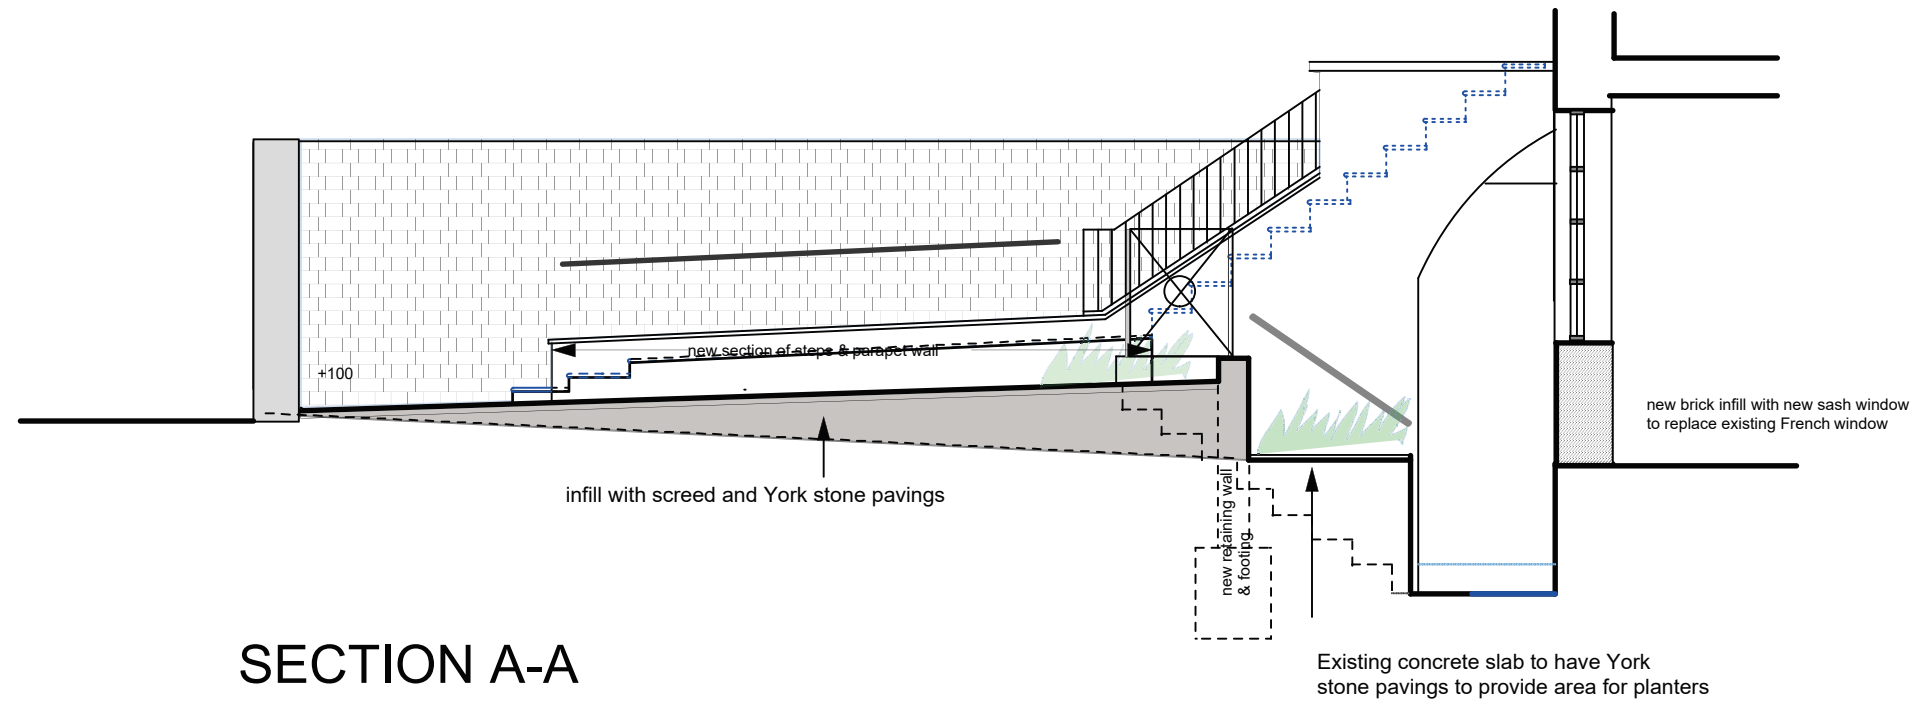 new section of steps & parapet wall
+100
new brick infill with new sash window
to replace existing French window
infill with screed and York stone pavings
new retaining wall
& footing
SECTION A-A
Existing concrete slab to have York
stone pavings to provide area for planters